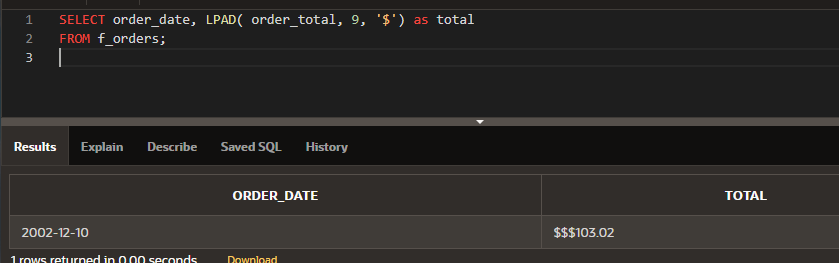 1 SELECT order_date, LPAD( order_total, 9, '$') as total
2 FROM f_orders;
3
Results Explain Describe Saved SQL History
ORDER_DATE TOTAL
2002-12-10 $$$103.02
1 rows returned in 0.00 seconds Download